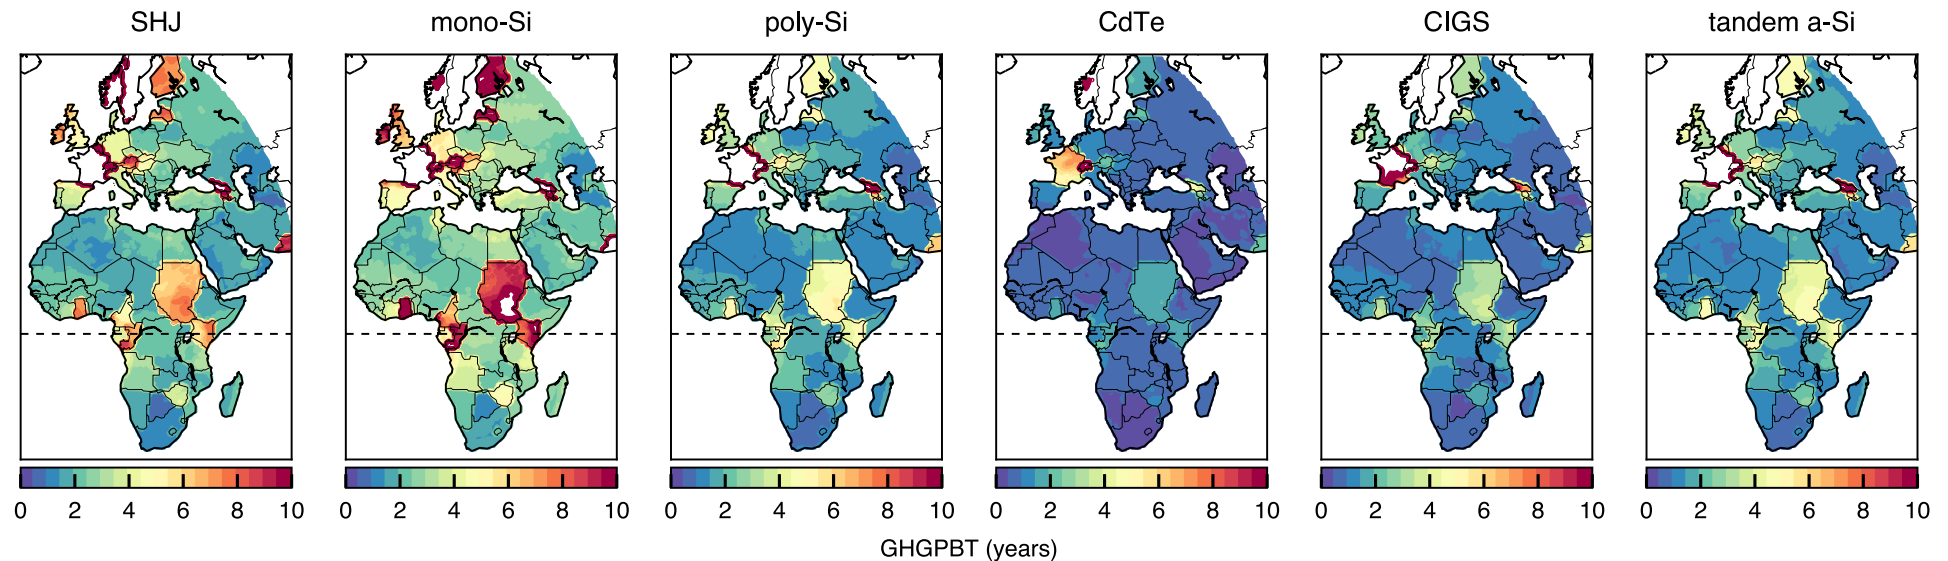 SHJ mono-Si poly-Si CdTe CIGS tandem a-Si
0 2 4 6 8 10 0 2 4 6 8 10 0 2 4 6 8 10 0 2 4 6 8 10 0 2 4 6 8 10 0 2 4 6 8 10
GHGPBT (years)